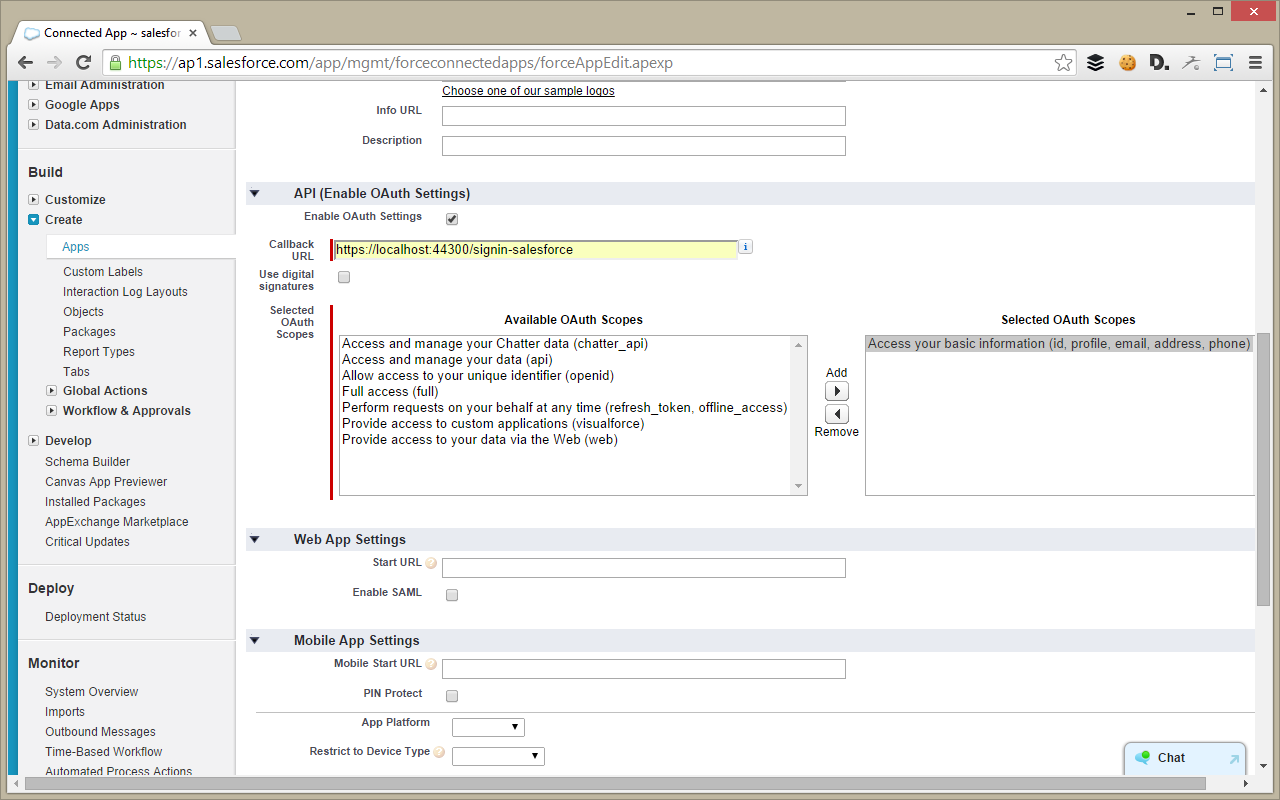 Connected App ~ salesfor
https://ap1.salesforce.com/app/mgmt/forceconnectedapps/forceAppEdit.apexp
Email Administration
Google Apps
Data.com Administration
Build
Customize
Create
Apps
Custom Labels
Interaction Log Layouts
Objects
Packages
Report Types
Tabs
Global Actions
Workflow & Approvals
Develop
Schema Builder
Canvas App Previewer
Installed Packages
AppExchange Marketplace
Critical Updates
Deploy
Deployment Status
Monitor
System Overview
Imports
Outbound Messages
Time-Based Workflow
Automated Process Actions
Choose one of our sample logos
Info URL
Description
API (Enable OAuth Settings)
Enable OAuth Settings
Callback
URL
https://localhost:44300/signin-salesforce
i
Use digital
signatures
Selected
OAuth
Scopes
Available OAuth Scopes
Access and manage your Chatter data (chatter_api)
Access and manage your data (api)
Allow access to your unique identifier (openid)
Full access (full)
Perform requests on your behalf at any time (refresh_token, offline_access)
Provide access to custom applications (visualforce)
Provide access to your data via the Web (web)
Add
Remove
Selected OAuth Scopes
Access your basic information (id, profile, email, address, phone)
Web App Settings
Start URL ?
Enable SAML
Mobile App Settings
Mobile Start URL ?
PIN Protect
App Platform
Restrict to Device Type ?
Chat